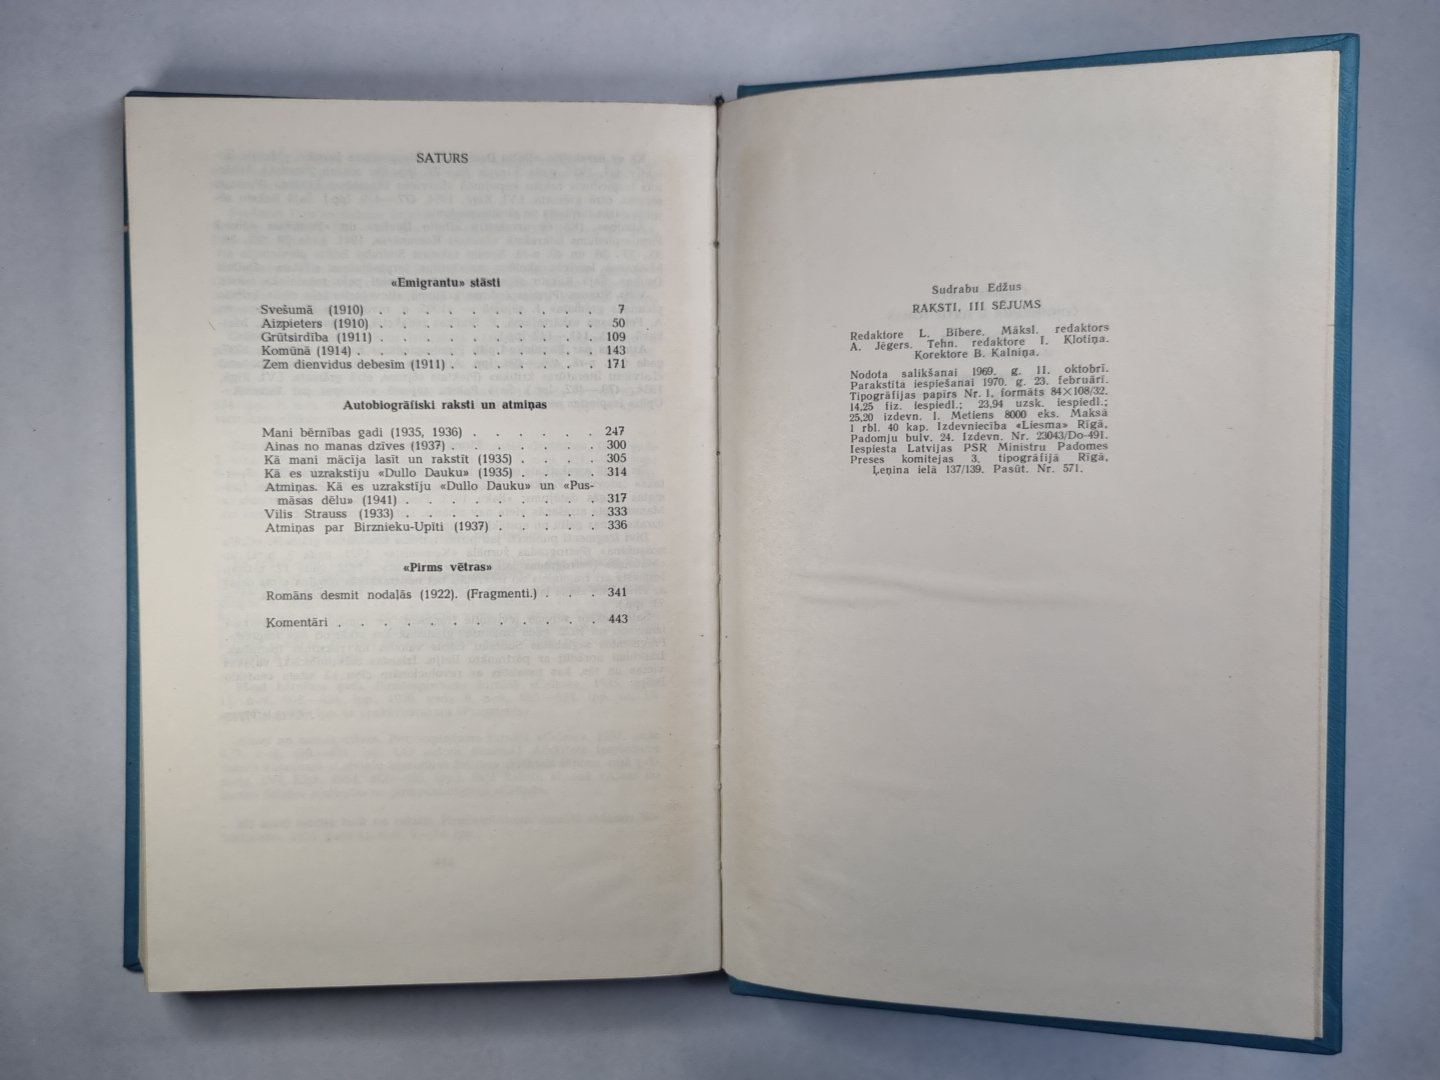 SATURS
«Emigrantu» stāsti
Svešumā (1910) . . . . . . . . . . 7
Aizpieters (1910) . . . . . . . . . . 50
Grūtsirdība (1911) . . . . . . . . . . 109
Komūnā (1914) . . . . . . . . . . 143
Zem dienvidus debesīm (1911) . . . . . . . 171
Autobiogrāfiski raksti un atmiņas
Mani bērnības gadi (1935, 1936) . . . . . . 247
Ainas no manas dzīves (1937) . . . . . . . 300
Kā mani mācīja lasīt un rakstīt (1935) . . . . 305
Kā es uzrakstīju «Dullo Dauku» (1935) . . . . 314
Atmiņas. Kā es uzrakstīju «Dullo Dauku» un «Pus-
māsas dēlu» (1941) . . . . . . . . . 317
Vilis Strauss (1933) . . . . . . . . . 333
Atmiņas par Birznieku-Upīti (1937) . . . . . 336
«Pirms vētras»
Romāns desmit nodaļās (1922). (Fragmenti.) . . . 341
Komentāri . . . . . . . . . . . . 443
Sudrabu Edžus
RAKSTI, III SĒJUMS
Redaktore L. Bībere. Māksl. redaktors
A. Jēgers. Tehn. redaktore I. Klotiņa.
Korektore B. Kalniņa.
Nodota salikšanai 1969. g. 11. oktobrī.
Parakstīta iespiešanai 1970. g. 23. februārī.
Tipogrāfijas papīrs Nr. 1, formāts 84×108/32.
14,25 fiz. iespiedl.; 23,94 uzsk. iespiedl.;
25,20 izdevn. l. Metiens 8000 eks. Maksā
1 rbl. 40 kap. Izdevniecība «Liesma» Rīgā,
Padomju bulv. 24. Izdevn. Nr. 23043/Do-491.
Iespiesta Latvijas PSR Ministru Padomes
Preses komitejas 3. tipogrāfijā Rīgā,
Ļeņina ielā 137/139. Pasūt. Nr. 571.